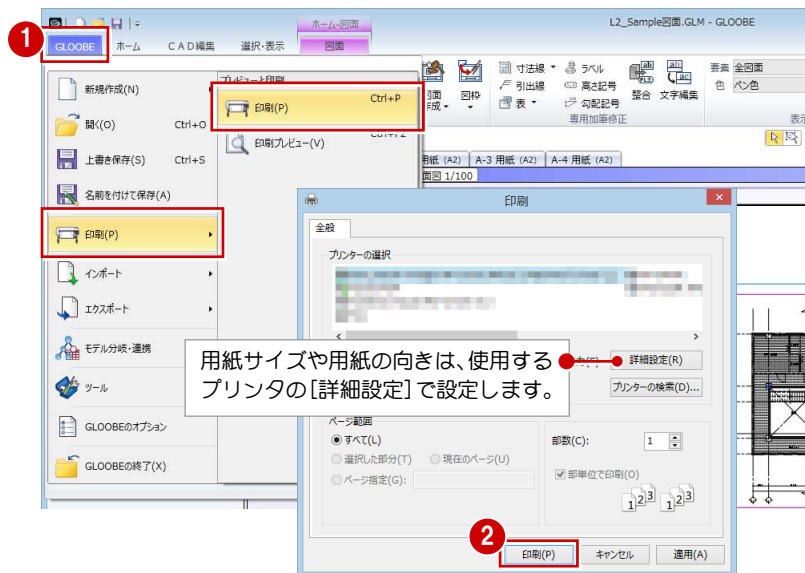 ホーム-図面
L2_Sample図面.GLM - GLOOBE
1
GLOOBE
ホーム
CAD編集
選択・表示
図面
新規作成(N)
開く(O) Ctrl+O
上書き保存(S) Ctrl+S
名前を付けて保存(A)
印刷(P)
インポート
エクスポート
モデル分岐・連携
ツール
GLOOBEのオプション
GLOOBEの終了(X)
プレビューと印刷
印刷(P) Ctrl+P
印刷プレビュー(V)
図枠
寸法線
引出線
表
ラベル
高さ記号
勾配記号
整合
文字編集
専用加筆修正
要素 全図面
色 ペン色
表示
用紙 (A2)
A-3 用紙 (A2)
A-4 用紙 (A2)
面図 1/100
印刷
全般
プリンターの選択
詳細設定(R)
プリンターの検索(D)...
用紙サイズや用紙の向きは、使用する
プリンタの[詳細設定]で設定します。
ページ範囲
すべて(L)
選択した部分(T)
現在のページ(U)
ページ指定(G):
部数(C): 1
部単位で印刷(O)
1 2 3 1 2 3
2
印刷(P)
キャンセル
適用(A)